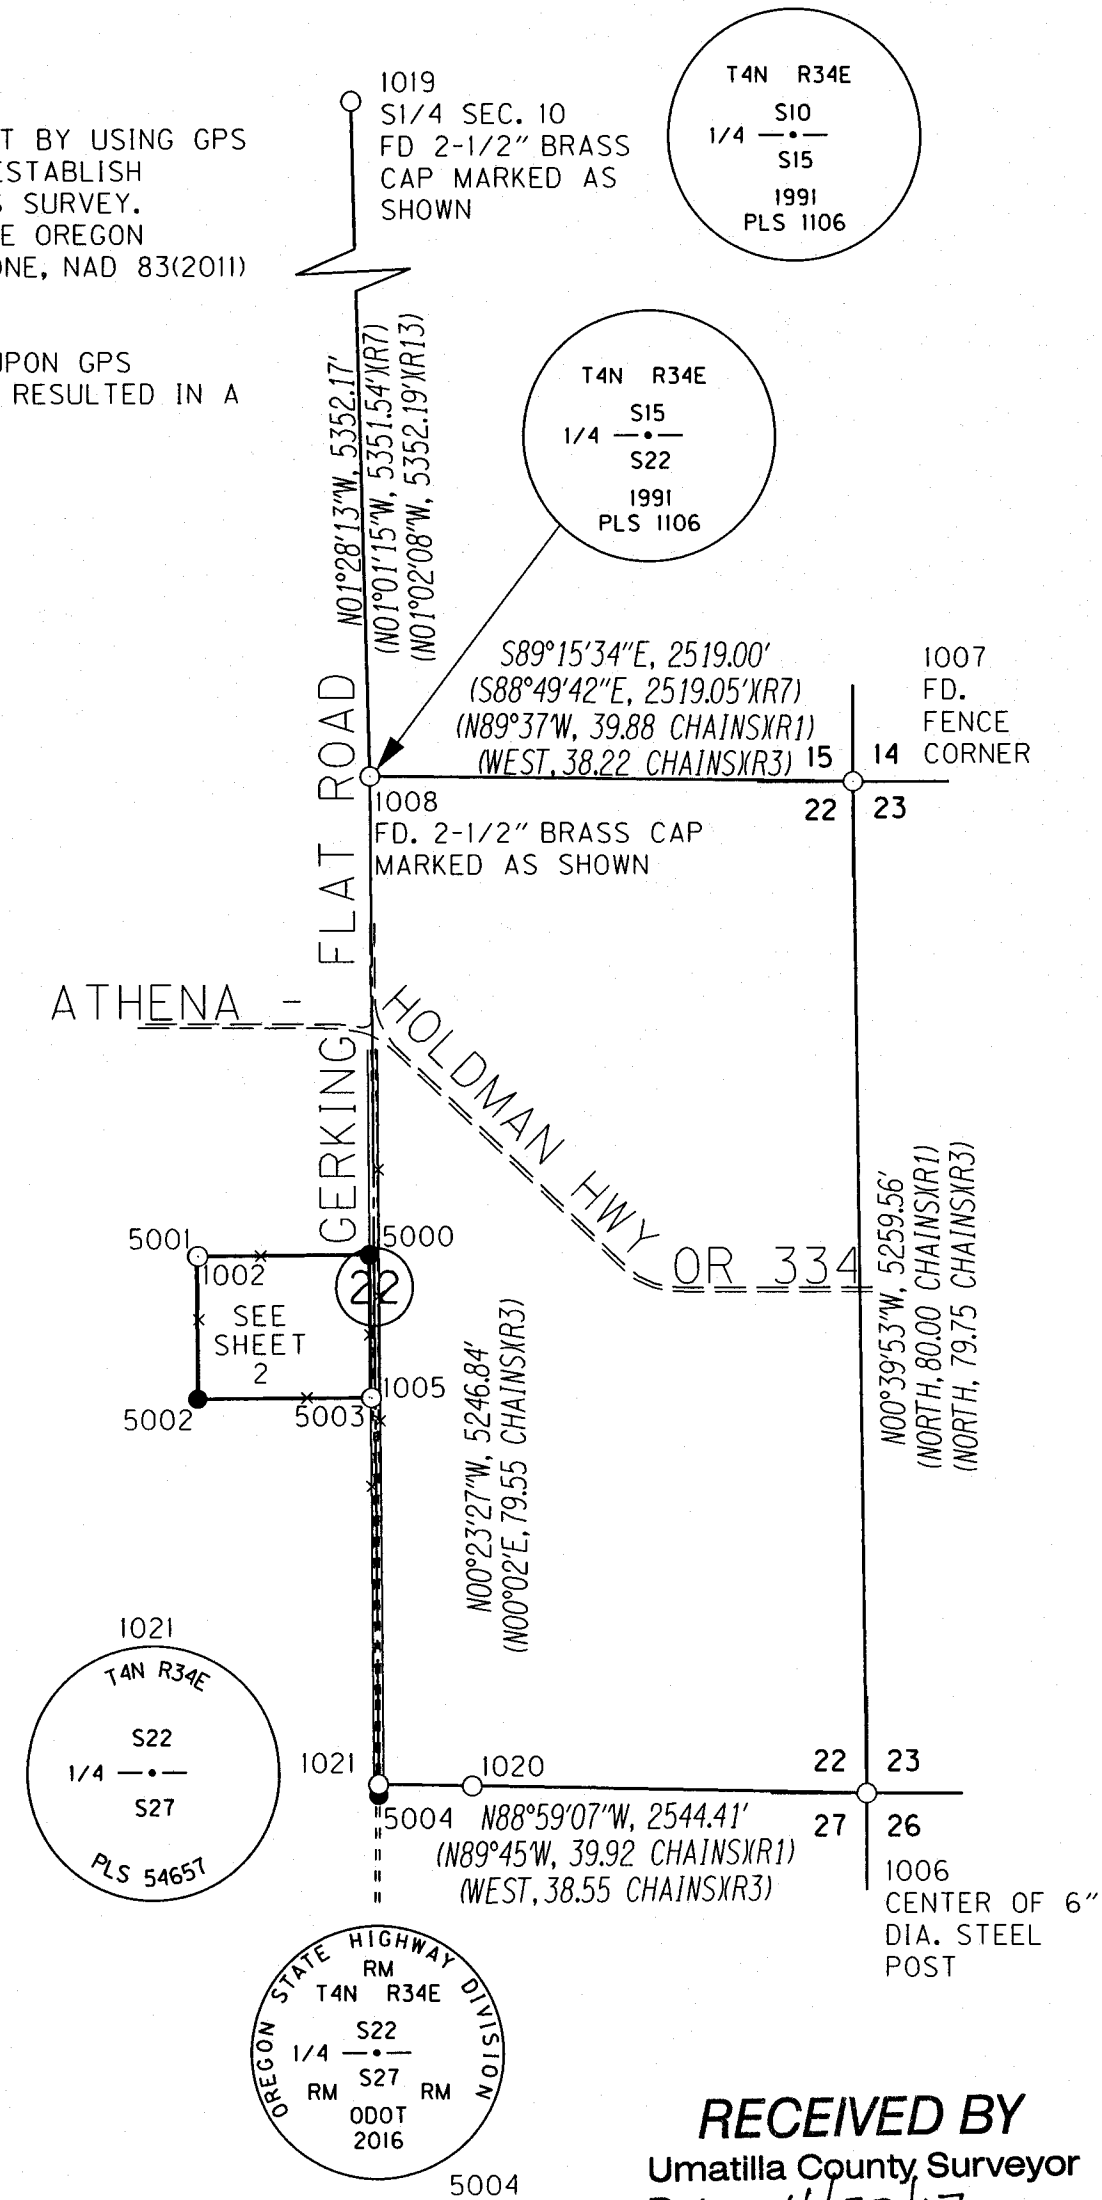 T BY USING GPS
ESTABLISH
S SURVEY.
E OREGON
ONE, NAD 83(2011)
UPON GPS
RESULTED IN A
1019
S1/4 SEC. 10
FD 2-1/2" BRASS
CAP MARKED AS
SHOWN
T4N R34E
S10
1/4
S15
1991
PLS 1106
N01°28'13"W, 5352.17'
(N01°01'15"W, 5351.54')(R7)
(N01°02'08"W, 5352.19')(R13)
T4N R34E
S15
1/4
S22
1991
PLS 1106
S89°15'34"E, 2519.00'
(S88°49'42"E, 2519.05')(R7)
(N89°37'W, 39.88 CHAINS)(R1)
(WEST, 38.22 CHAINS)(R3)
15 14
22 23
1007
FD.
FENCE
CORNER
1008
FD. 2-1/2" BRASS CAP
MARKED AS SHOWN
GERKING FLAT ROAD
ATHENA - HOLDMAN HWY OR 334
5001
1002
5000
22
SEE
SHEET
2
5002
5003
1005
N00°23'27"W, 5246.84'
(N00°02'E, 79.55 CHAINS)(R3)
N00°39'53"W, 5259.56'
(NORTH, 80.00 CHAINS)(R1)
(NORTH, 79.75 CHAINS)(R3)
1021
T4N R34E
S22
1/4
S27
PLS 54657
1021
1020
5004
N88°59'07"W, 2544.41'
(N89°45'W, 39.92 CHAINS)(R1)
(WEST, 38.55 CHAINS)(R3)
22 23
27 26
1006
CENTER OF 6"
DIA. STEEL
POST
OREGON STATE HIGHWAY DIVISION
RM
T4N R34E
S22
1/4
S27
RM RM
ODOT
2016
5004
RECEIVED BY
Umatilla County Surveyor